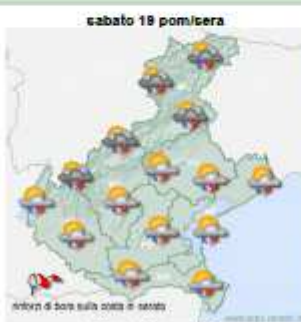 sabato 19 pom/sera
rinforzi di bora sulla costa in serata